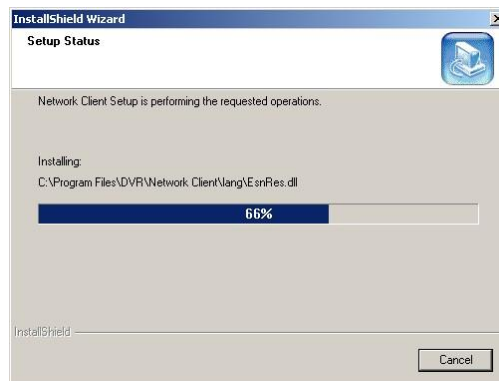 InstallShield Wizard
Setup Status
Network Client Setup is performing the requested operations.
Installing:
C:\Program Files\DVR\Network Client\lang\EsnRes.dll
66%
InstallShield
Cancel